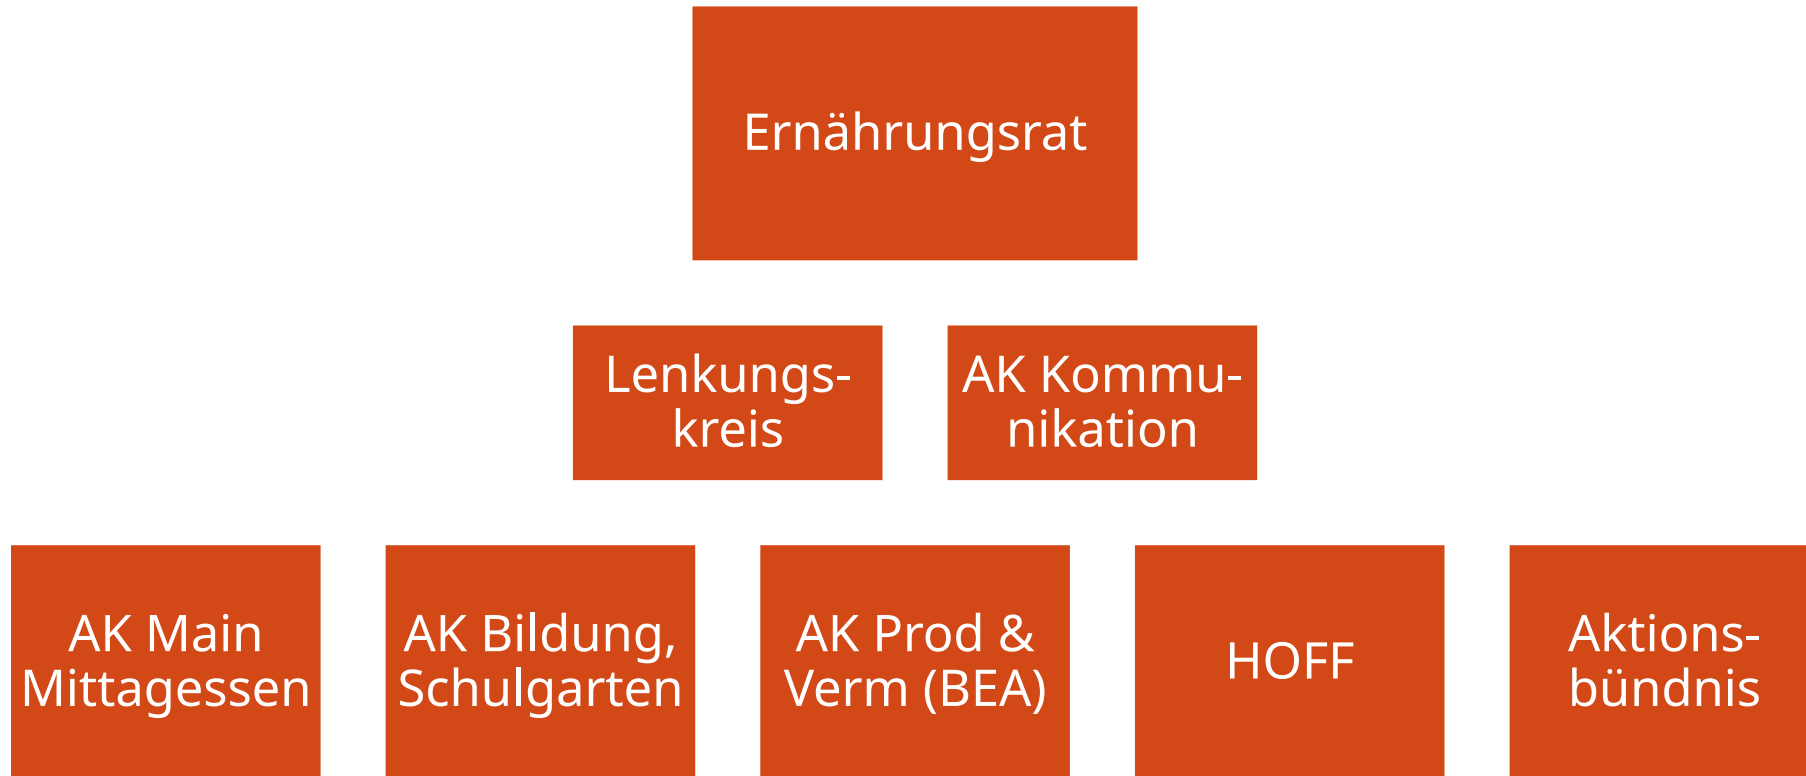 Ernährungsrat
Lenkungs-
kreis
AK Kommu-
nikation
AK Main
Mittagessen
AK Bildung,
Schulgarten
AK Prod &
Verm (BEA)
HOFF
Aktions-
bündnis